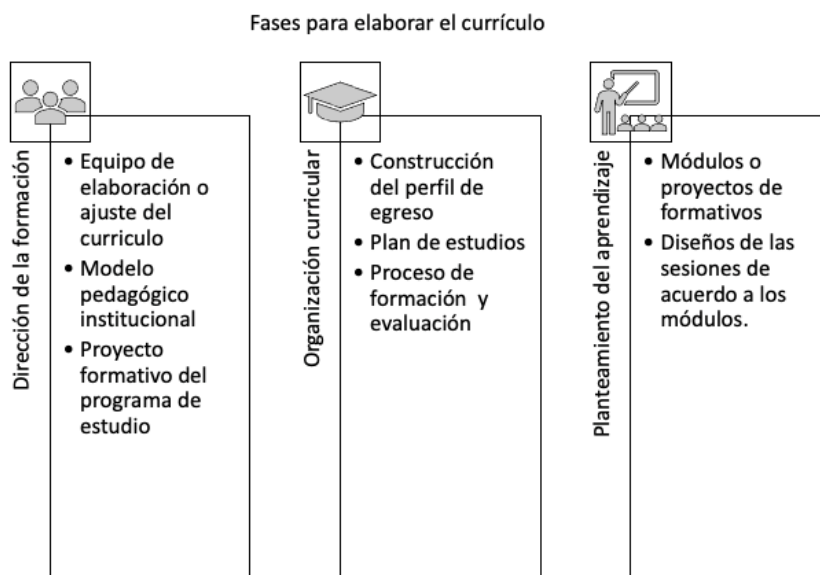 Fases para elaborar el currículo
Dirección de la formación
• Equipo de
elaboración o
ajuste del
curriculo
• Modelo
pedagógico
institucional
• Proyecto
formativo del
programa de
estudio
Organización curricular
• Construcción
del perfil de
egreso
• Plan de estudios
• Proceso de
formación y
evaluación
Planteamiento del aprendizaje
• Módulos o
proyectos de
formativos
• Diseños de las
sesiones de
acuerdo a los
módulos.